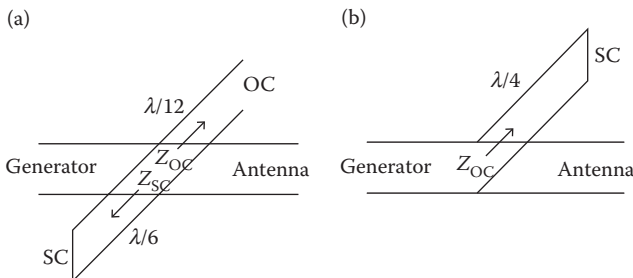 (a)
OC
λ/12
Z_OC
Generator
Antenna
Z_SC
λ/6
SC
(b)
SC
λ/4
Generator
Z_OC
Antenna